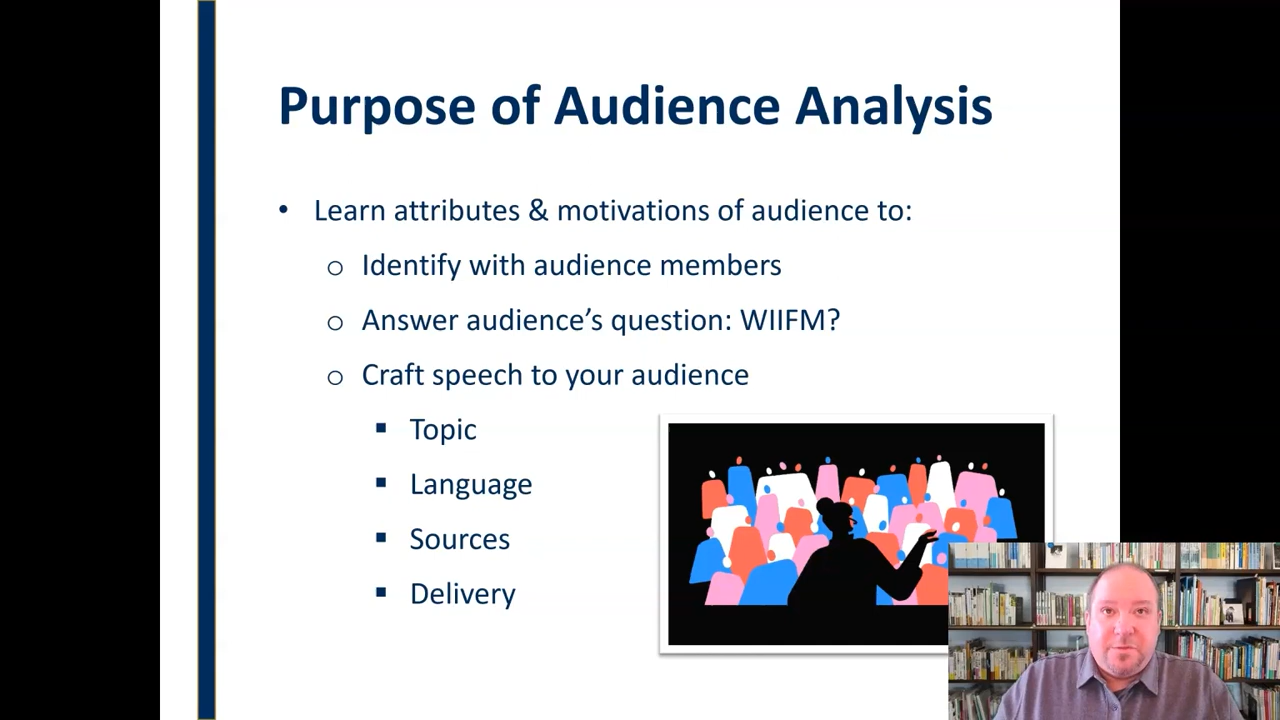 Purpose of Audience Analysis
• Learn attributes & motivations of audience to:
o Identify with audience members
o Answer audience’s question: WIIFM?
o Craft speech to your audience
▪ Topic
▪ Language
▪ Sources
▪ Delivery